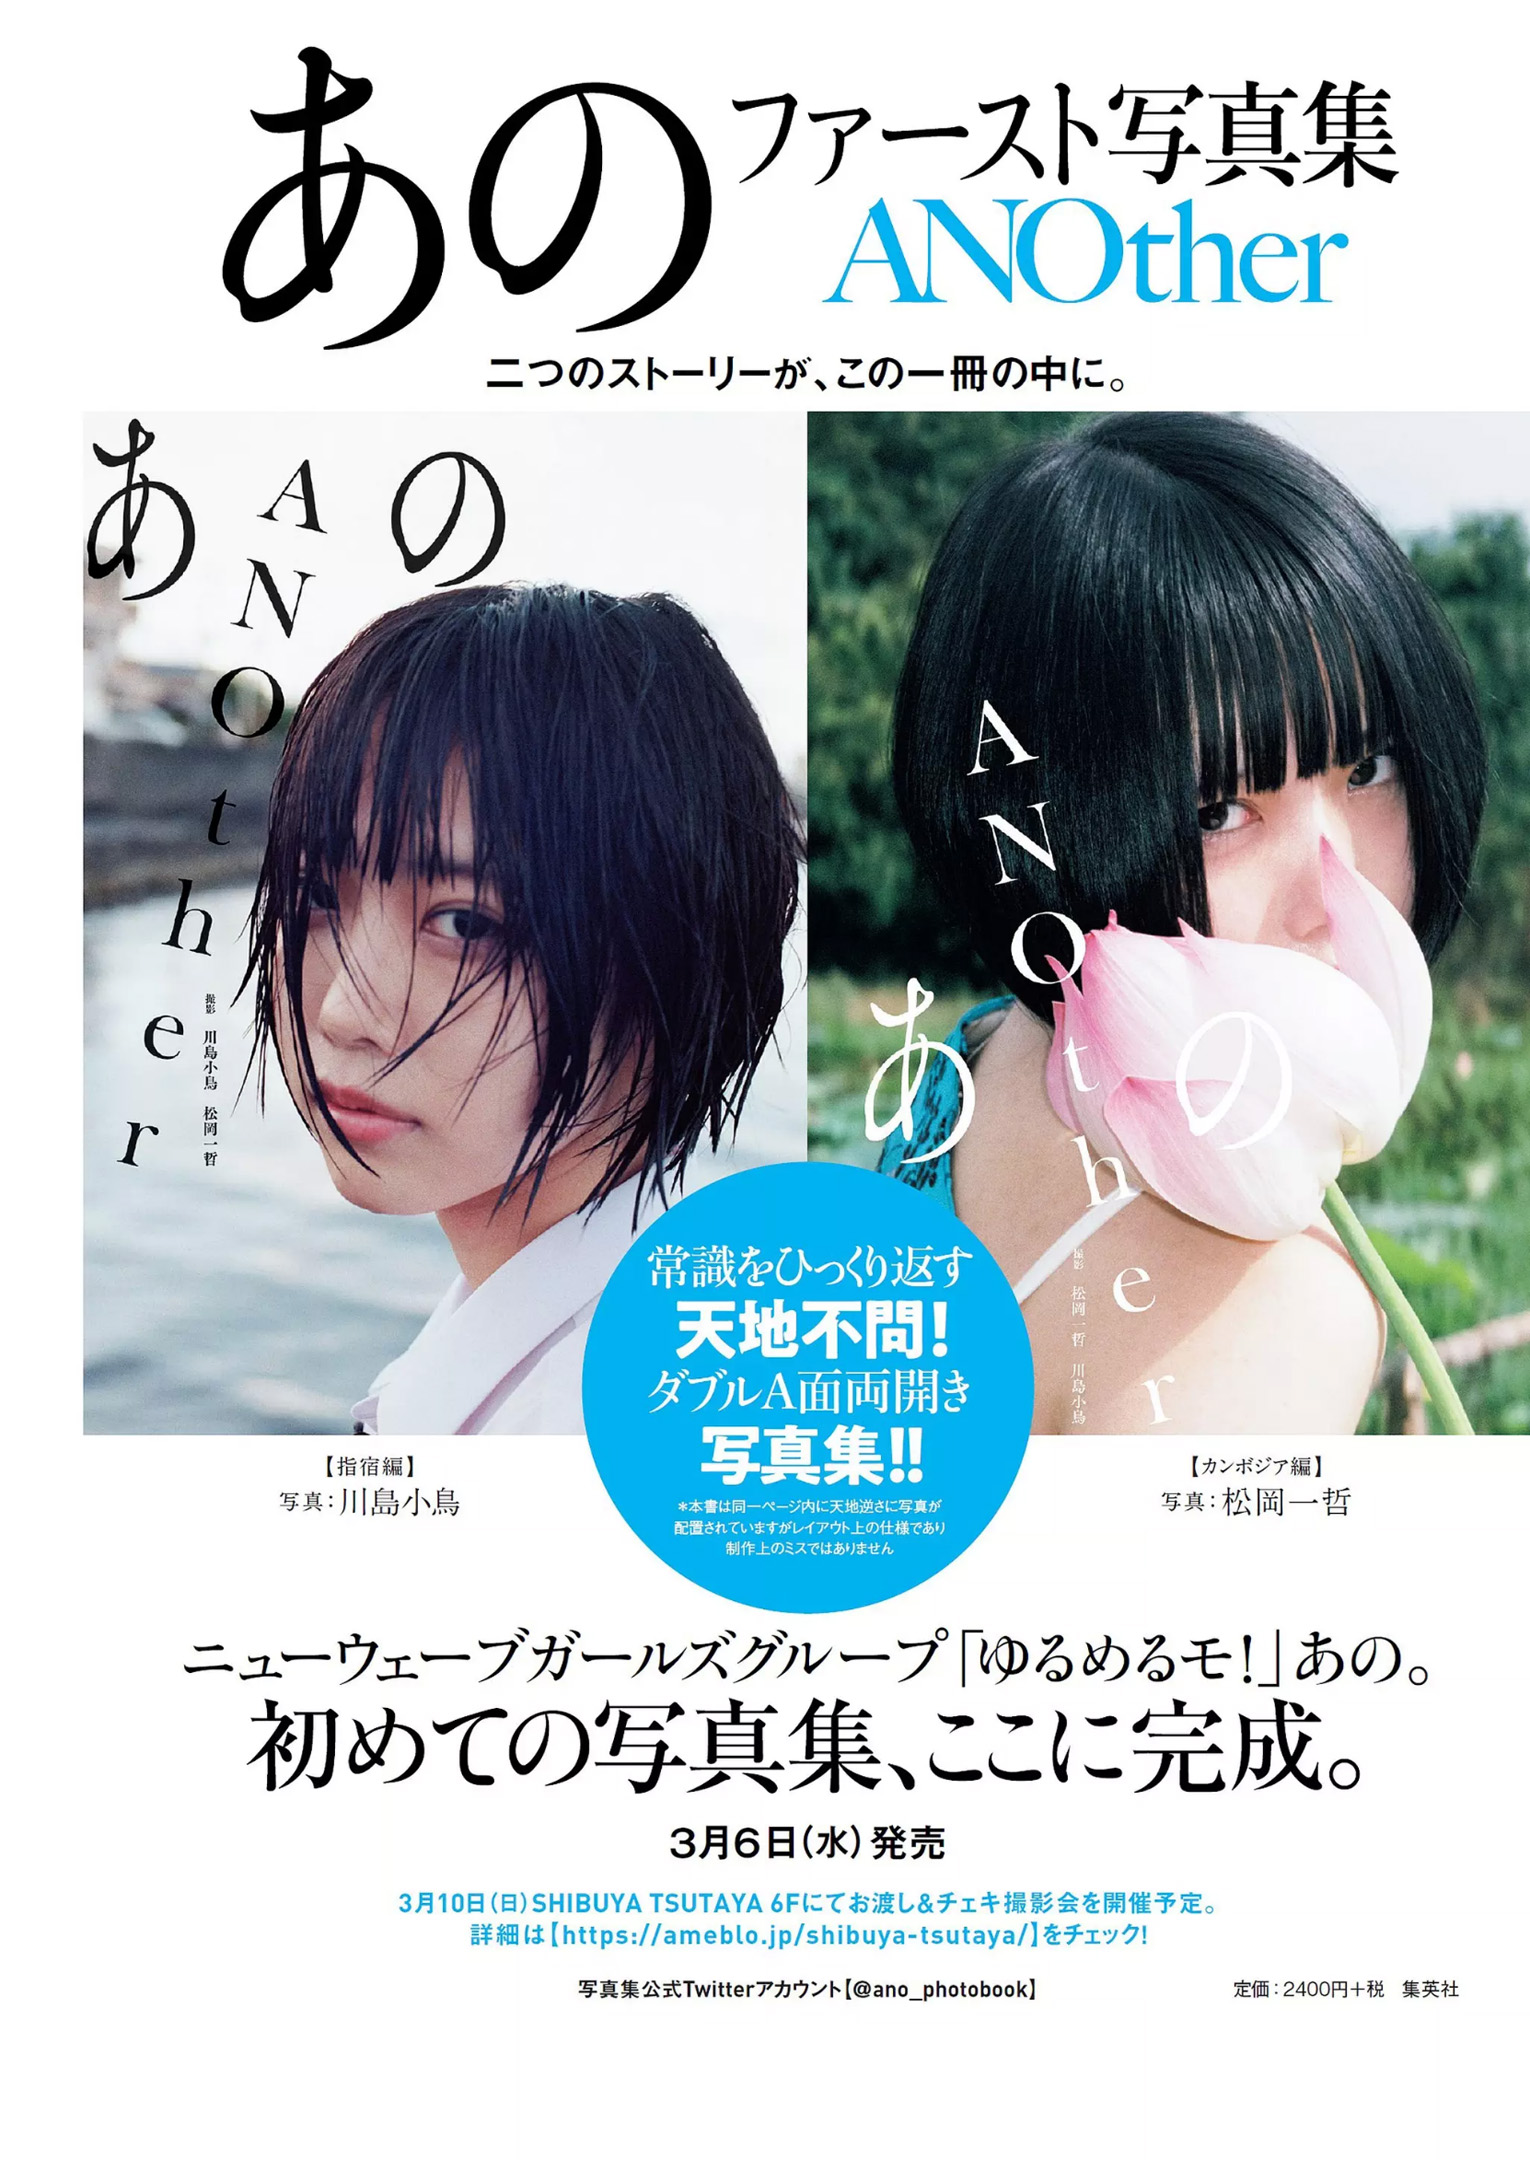 あの
ファースト写真集
ANOther
二つのストーリーが、この一冊の中に。
あの
ANOther
撮影 川島小鳥 松岡一哲
ANOther
あの
撮影 松岡一哲 川島小鳥
常識をひっくり返す
天地不問！
ダブルA面両開き
写真集!!
＊本書は同一ページ内に天地逆さに写真が
配置されていますがレイアウト上の仕様であり
制作上のミスではありません
【指宿編】
写真：川島小鳥
【カンボジア編】
写真：松岡一哲
ニューウェーブガールズグループ「ゆるめるモ！」あの。
初めての写真集、ここに完成。
3月6日（水）発売
3月10日（日）SHIBUYA TSUTAYA 6Fにてお渡し&チェキ撮影会を開催予定。
詳細は【https://ameblo.jp/shibuya-tsutaya/】をチェック！
写真集公式Twitterアカウント【@ano_photobook】
定価：2400円＋税 集英社